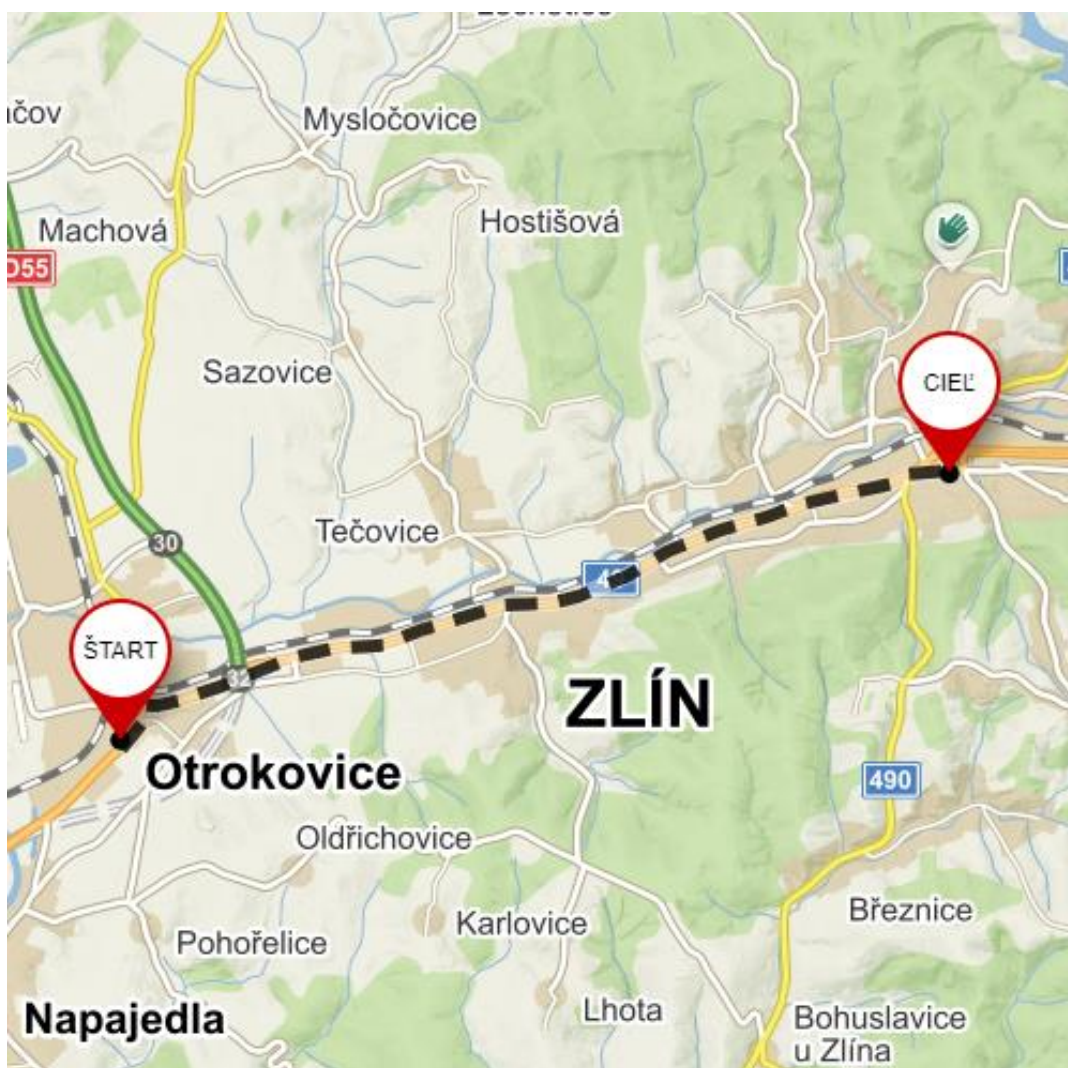 Mysločovice
Hostišová
Machová
D55
Sazovice
CIEĽ
Tečovice
30
ŠTART
32
ZLÍN
Otrokovice
490
Oldřichovice
Březnice
Karlovice
Pohořelice
Lhota
Napajedla
Bohuslavice
u Zlína